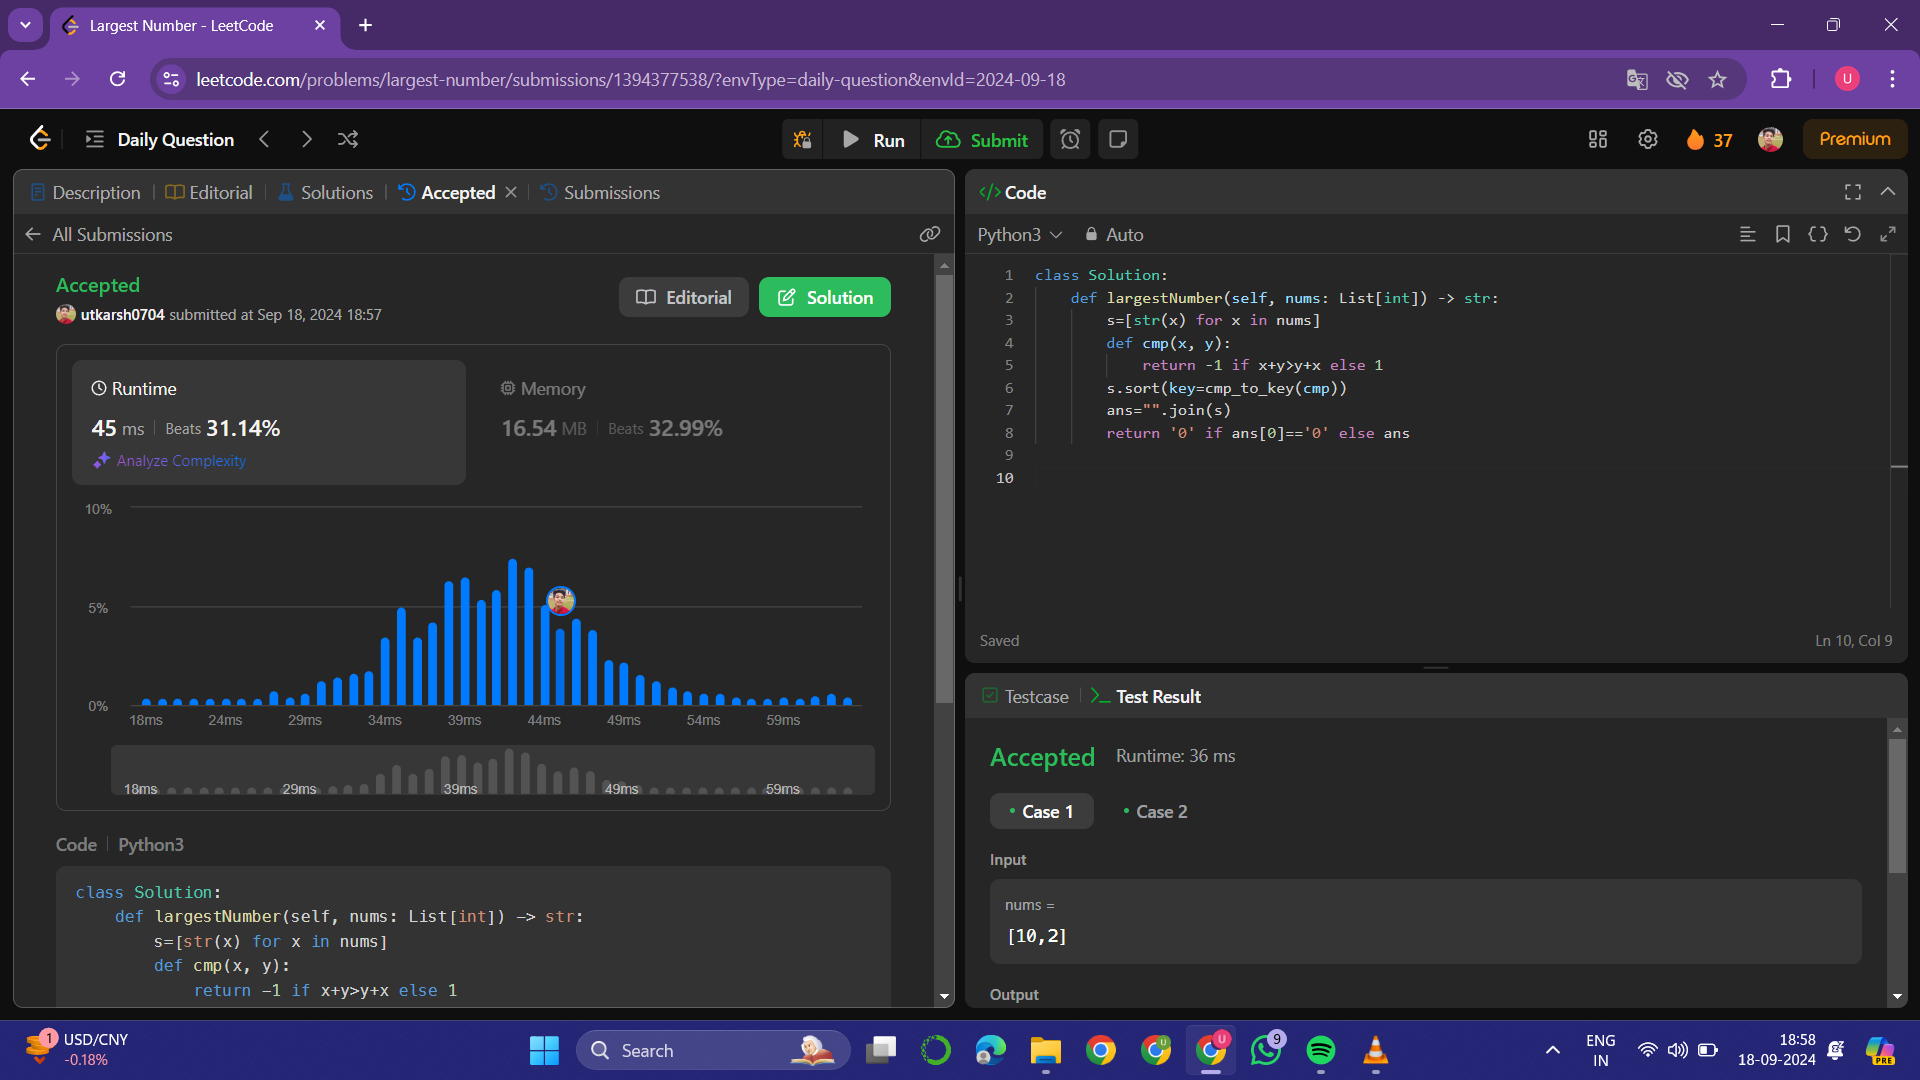 Largest Number - LeetCode
leetcode.com/problems/largest-number/submissions/1394377538/?envType=daily-question&envId=2024-09-18
U
Daily Question
Run
Submit
37
Premium
Description
Editorial
Solutions
Accepted
Submissions
All Submissions
Accepted
Editorial
Solution
utkarsh0704 submitted at Sep 18, 2024 18:57
Runtime
45 ms
Beats 31.14%
Analyze Complexity
Memory
16.54 MB
Beats 32.99%
10%
5%
0%
18ms 24ms 29ms 34ms 39ms 44ms 49ms 54ms 59ms
18ms 29ms 39ms 49ms 59ms
Code
Python3
class Solution:
def largestNumber(self, nums: List[int]) -> str:
s=[str(x) for x in nums]
def cmp(x, y):
return -1 if x+y>y+x else 1
</> Code
Python3
Auto
1 class Solution:
2 def largestNumber(self, nums: List[int]) -> str:
3 s=[str(x) for x in nums]
4 def cmp(x, y):
5 return -1 if x+y>y+x else 1
6 s.sort(key=cmp_to_key(cmp))
7 ans="".join(s)
8 return '0' if ans[0]=='0' else ans
9
10
Saved
Ln 10, Col 9
Testcase
Test Result
Accepted
Runtime: 36 ms
Case 1
Case 2
Input
nums =
[10,2]
Output
1
USD/CNY
-0.18%
Search
U
U
9
ENG
IN
18:58
18-09-2024
PRE